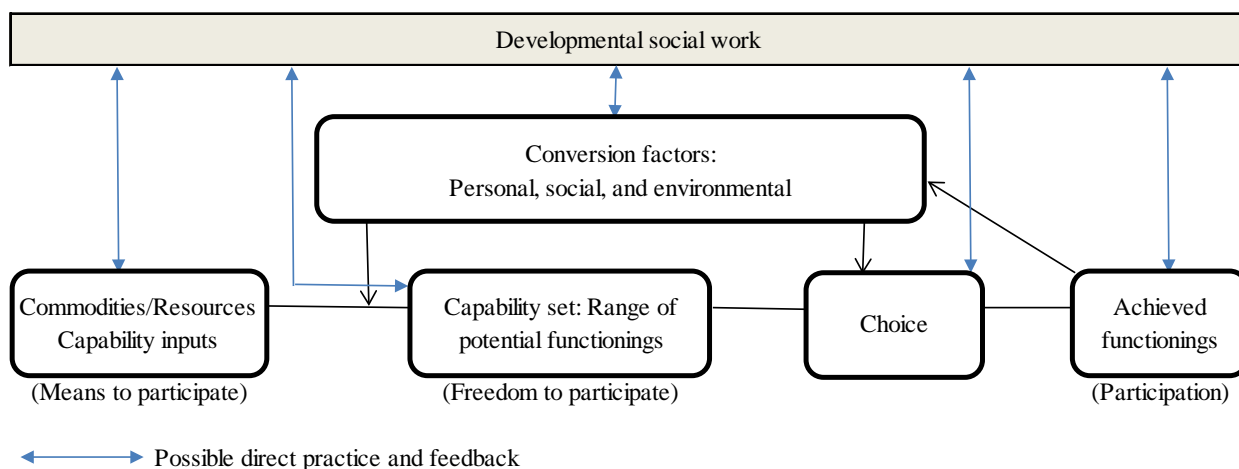 Developmental social work
Conversion factors:
Personal, social, and environmental
Commodities/Resources
Capability inputs
(Means to participate)
Capability set: Range of
potential functionings
(Freedom to participate)
Choice
Achieved
functionings
(Participation)
Possible direct practice and feedback